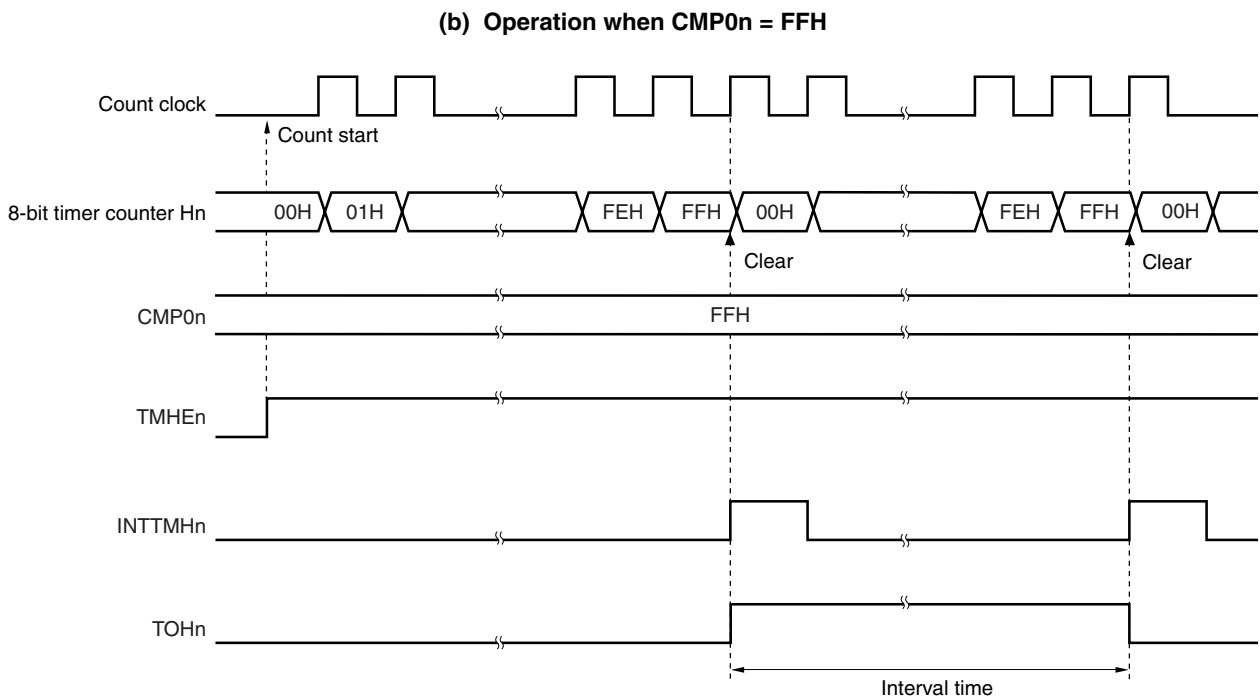 (b) Operation when CMP0n = FFH
Count clock
Count start
8-bit timer counter Hn
00H 01H FEH FFH 00H FEH FFH 00H
Clear Clear
CMP0n
FFH
TMHEn
INTTMHn
TOHn
Interval time